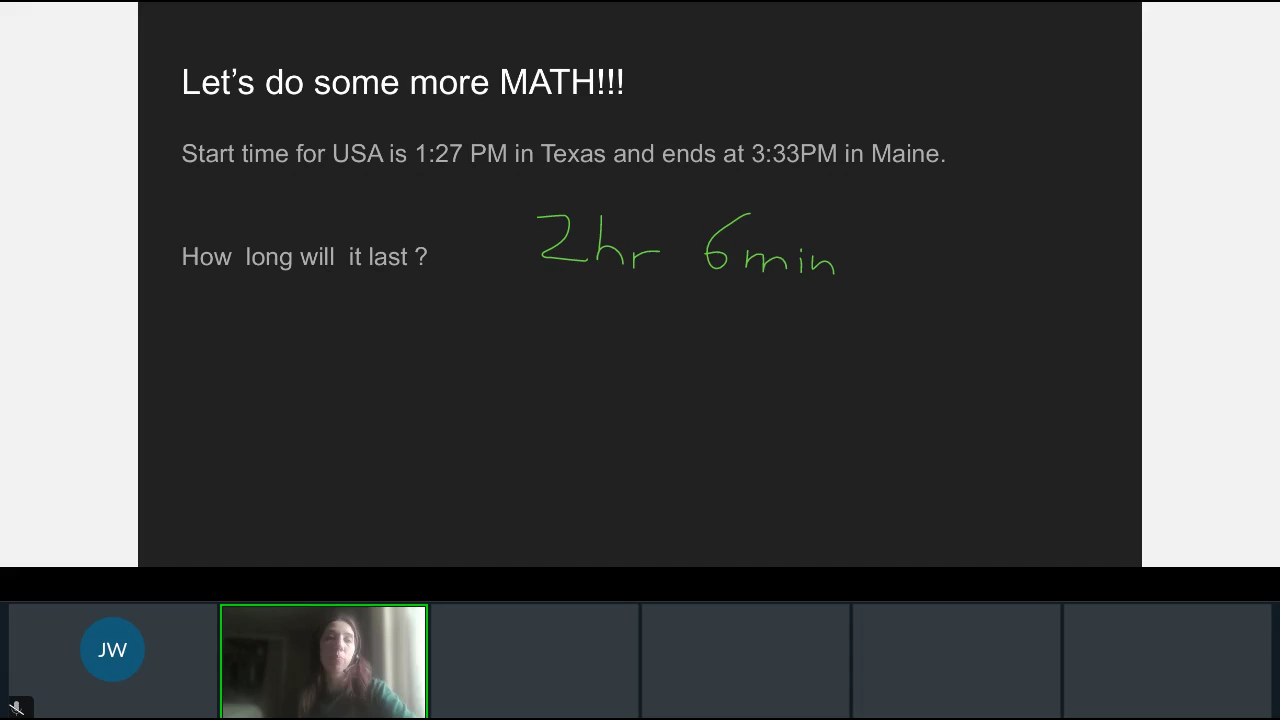 Let's do some more MATH!!!
Start time for USA is 1:27 PM in Texas and ends at 3:33PM in Maine.
How long will it last ? 2hr 6min
JW